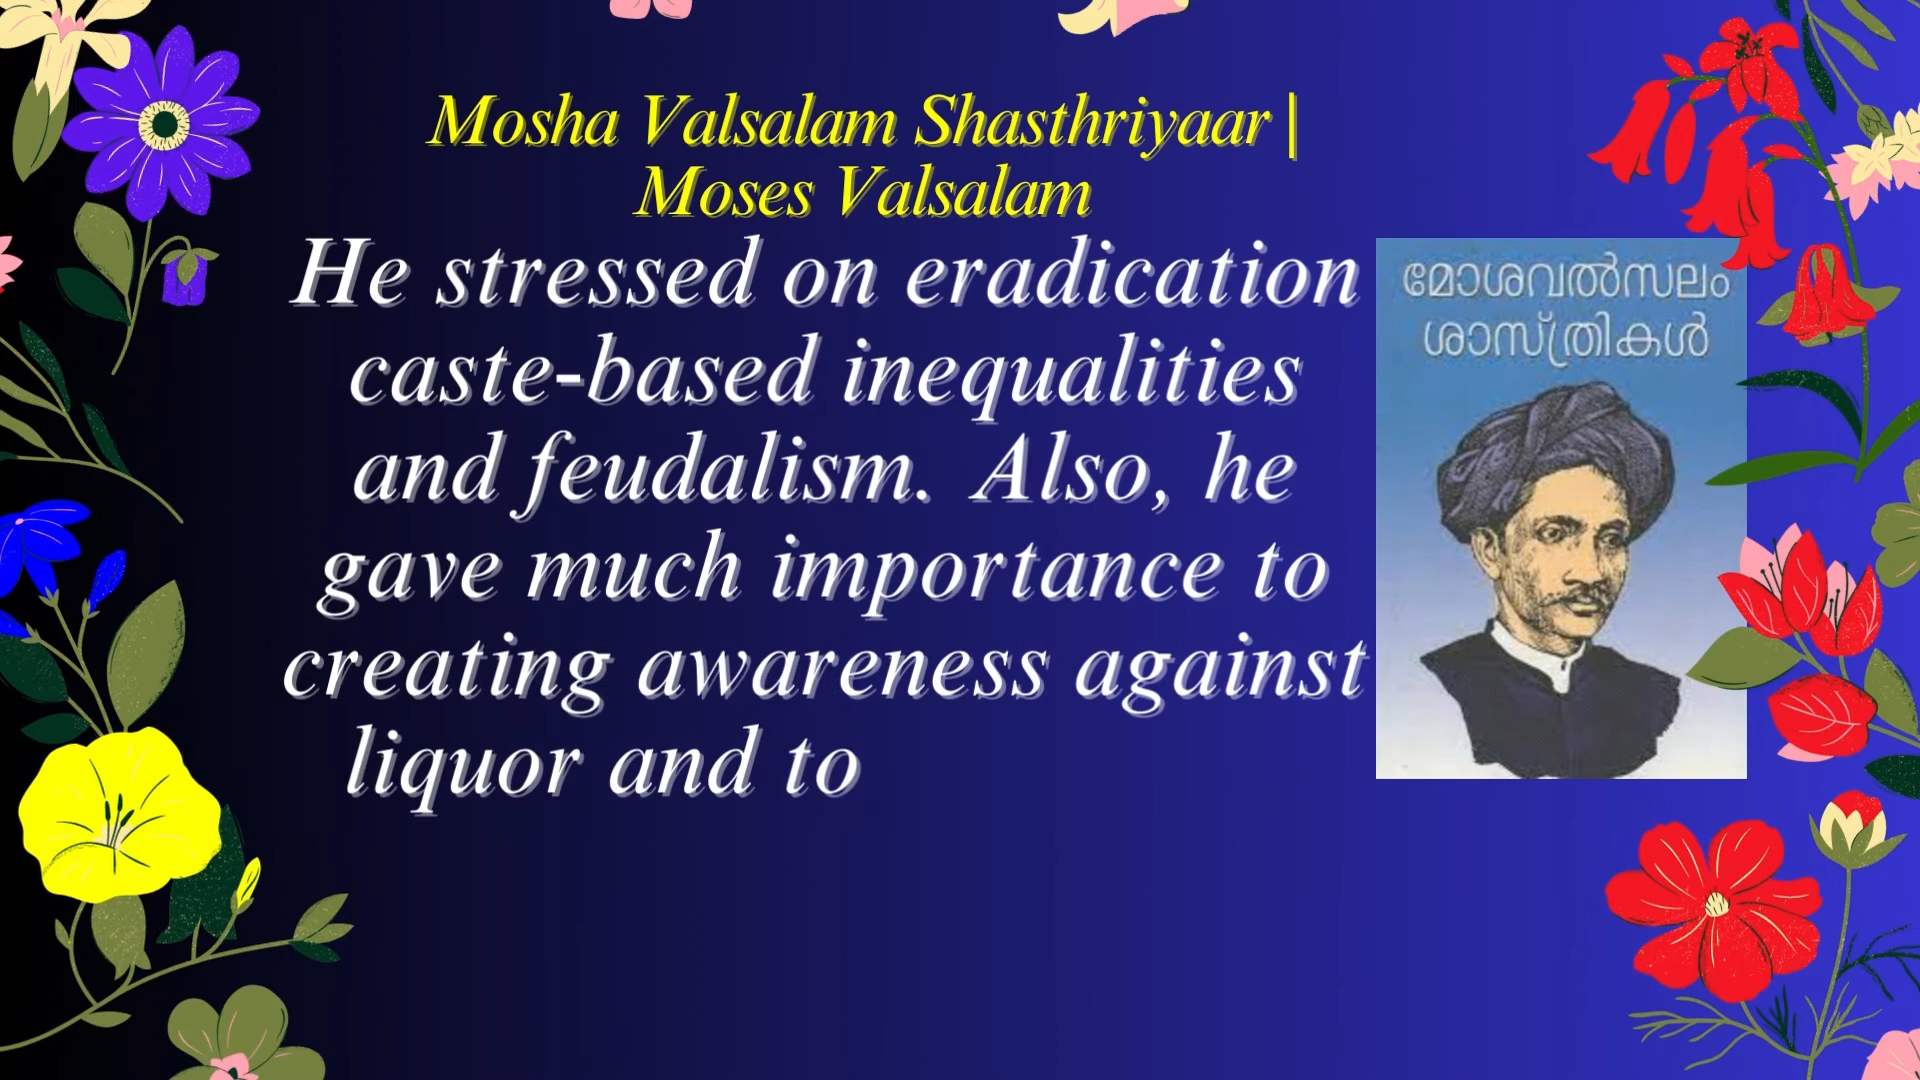 Mosha Valsalam Shasthriyaar |
Moses Valsalam
He stressed on eradication
caste-based inequalities
and feudalism. Also, he
gave much importance to
creating awareness against
liquor and to
മോശവൽസലം
ശാസ്ത്രികൾ